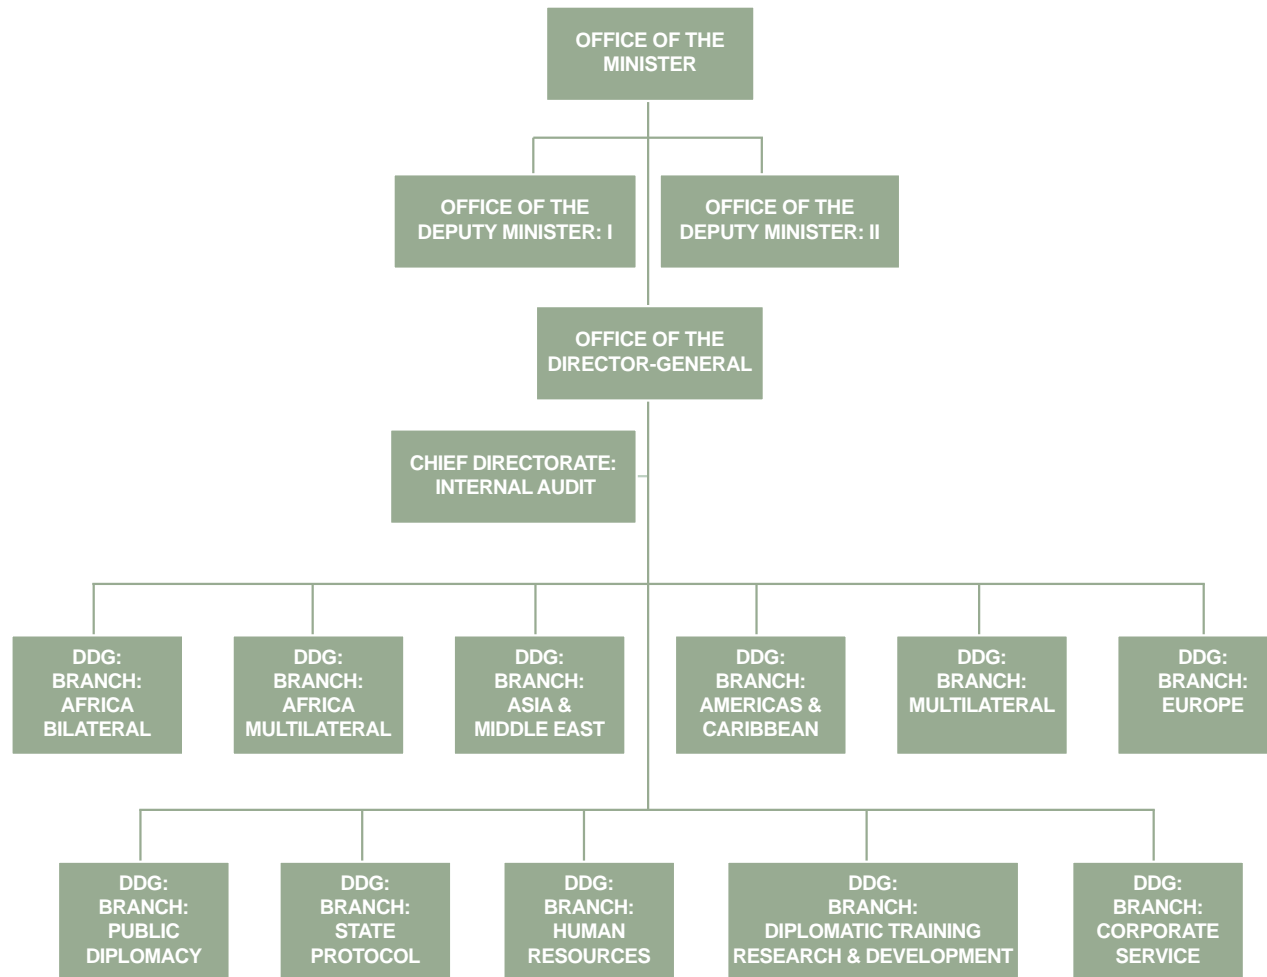 OFFICE OF THE
MINISTER
OFFICE OF THE
DEPUTY MINISTER: I
OFFICE OF THE
DEPUTY MINISTER: II
OFFICE OF THE
DIRECTOR-GENERAL
CHIEF DIRECTORATE:
INTERNAL AUDIT
DDG:
BRANCH:
AFRICA
BILATERAL
DDG:
BRANCH:
AFRICA
MULTILATERAL
DDG:
BRANCH:
ASIA &
MIDDLE EAST
DDG:
BRANCH:
AMERICAS &
CARIBBEAN
DDG:
BRANCH:
MULTILATERAL
DDG:
BRANCH:
EUROPE
DDG:
BRANCH:
PUBLIC
DIPLOMACY
DDG:
BRANCH:
STATE
PROTOCOL
DDG:
BRANCH:
HUMAN
RESOURCES
DDG:
BRANCH:
DIPLOMATIC TRAINING
RESEARCH & DEVELOPMENT
DDG:
BRANCH:
CORPORATE
SERVICE